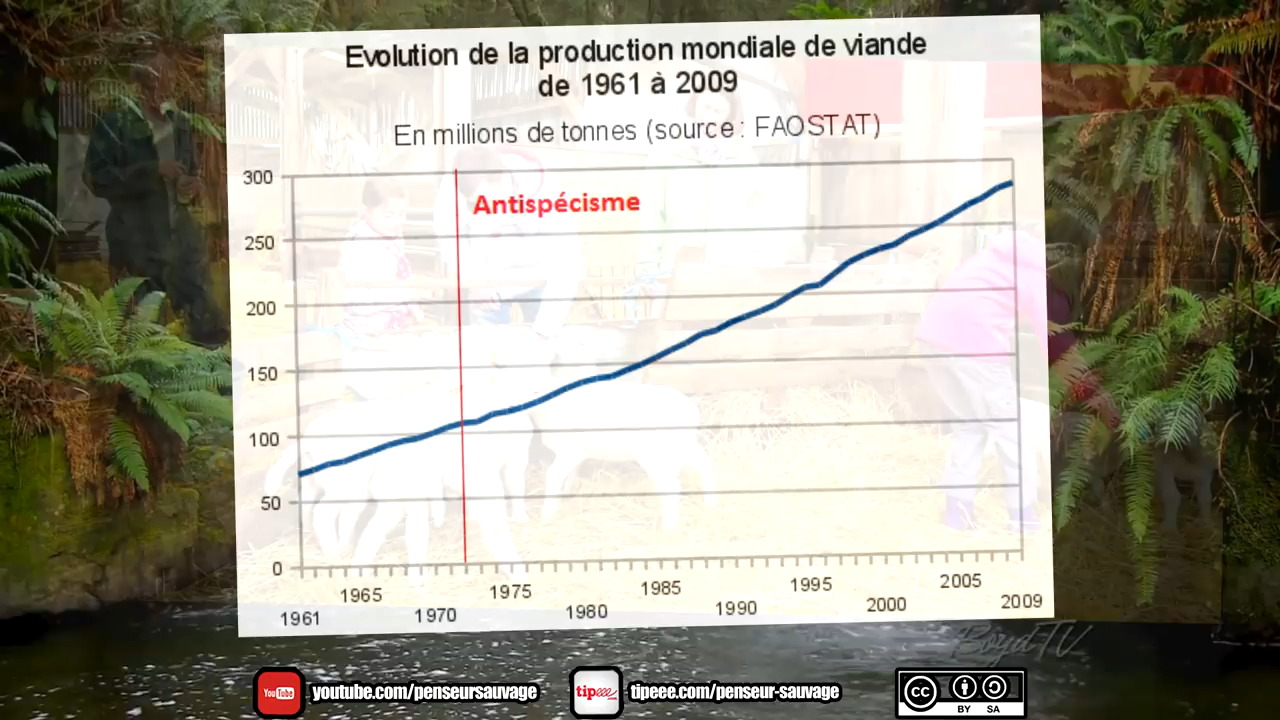 Evolution de la production mondiale de viande
de 1961 à 2009
En millions de tonnes (source : FAOSTAT)
300
Antispécisme
250
200
150
100
50
0
1965 1975 1985 1995 2005
1961 1970 1980 1990 2000 2009
BoydTV
YouTube youtube.com/penseursauvage tipeee tipeee.com/penseur-sauvage cc
BY SA